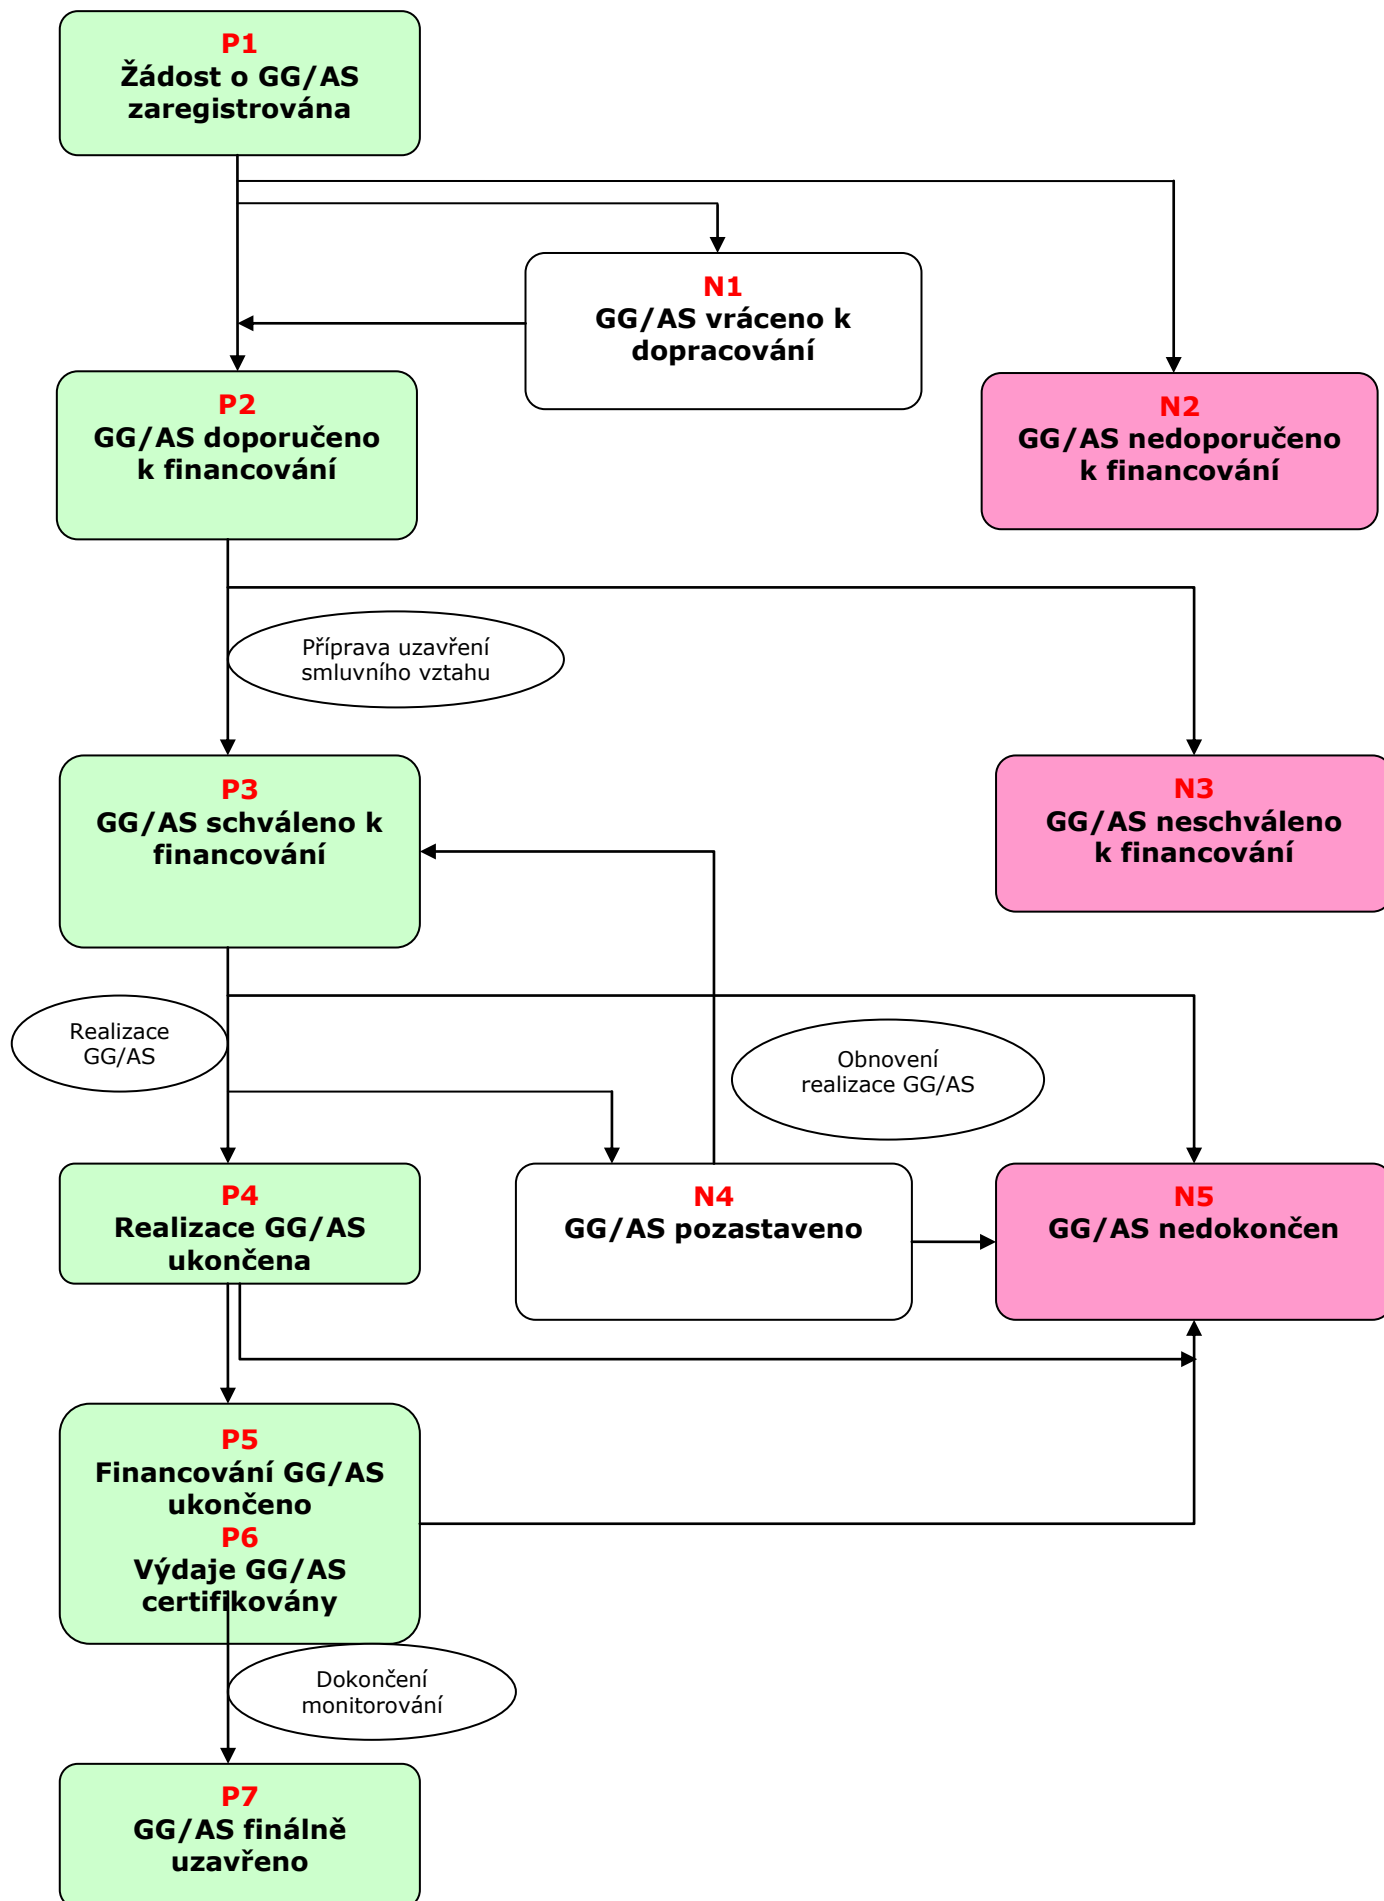 P1
Žádost o GG/AS
zaregistrována
N1
GG/AS vráceno k
dopracování
P2
GG/AS doporučeno
k financování
N2
GG/AS nedoporučeno
k financování
Příprava uzavření
smluvního vztahu
P3
GG/AS schváleno k
financování
N3
GG/AS neschváleno
k financování
Realizace
GG/AS
Obnovení
realizace GG/AS
P4
Realizace GG/AS
ukončena
N4
GG/AS pozastaveno
N5
GG/AS nedokončen
P5
Financování GG/AS
ukončeno
P6
Výdaje GG/AS
certifikovány
Dokončení
monitorování
P7
GG/AS finálně
uzavřeno